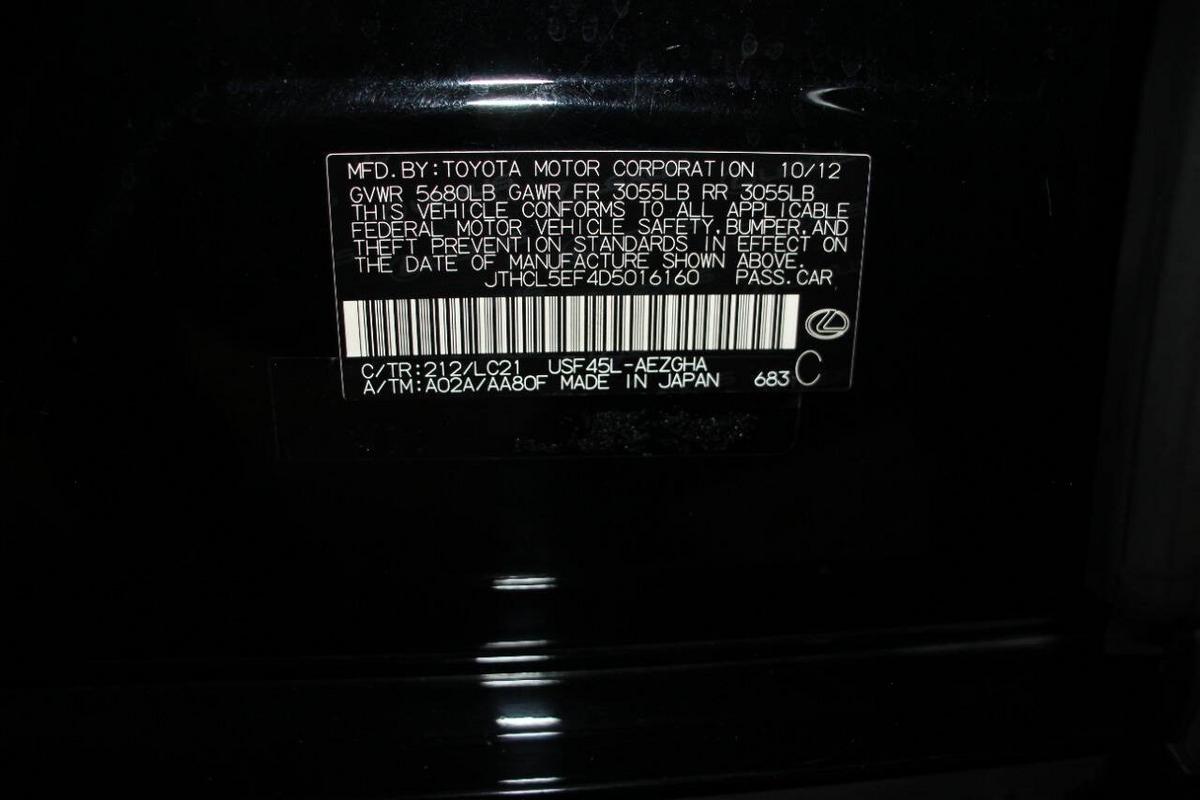 MFD.BY:TOYOTA MOTOR CORPORATION 10/12
GVWR 5680LB GAWR FR 3055LB RR 3055LB
THIS VEHICLE CONFORMS TO ALL APPLICABLE
FEDERAL MOTOR VEHICLE SAFETY,BUMPER,AND
THEFT PREVENTION STANDARDS IN EFFECT ON
THE DATE OF MANUFACTURE SHOWN ABOVE.
JTHCL5EF4D5016160 PASS.CAR
C/TR:212/LC21 USF45L-AEZGHA
A/TM:A02A/AA80F MADE IN JAPAN 683 C